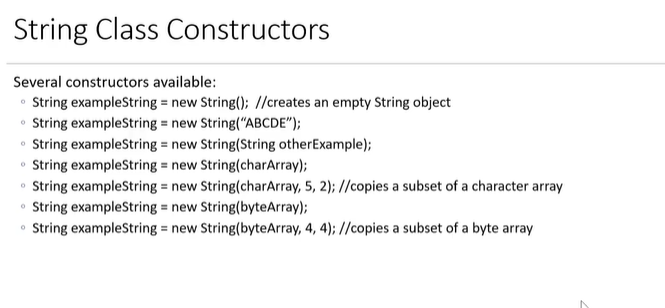 String Class Constructors
Several constructors available:
◦ String exampleString = new String(); //creates an empty String object
◦ String exampleString = new String(“ABCDE”);
◦ String exampleString = new String(String otherExample);
◦ String exampleString = new String(charArray);
◦ String exampleString = new String(charArray, 5, 2); //copies a subset of a character array
◦ String exampleString = new String(byteArray);
◦ String exampleString = new String(byteArray, 4, 4); //copies a subset of a byte array